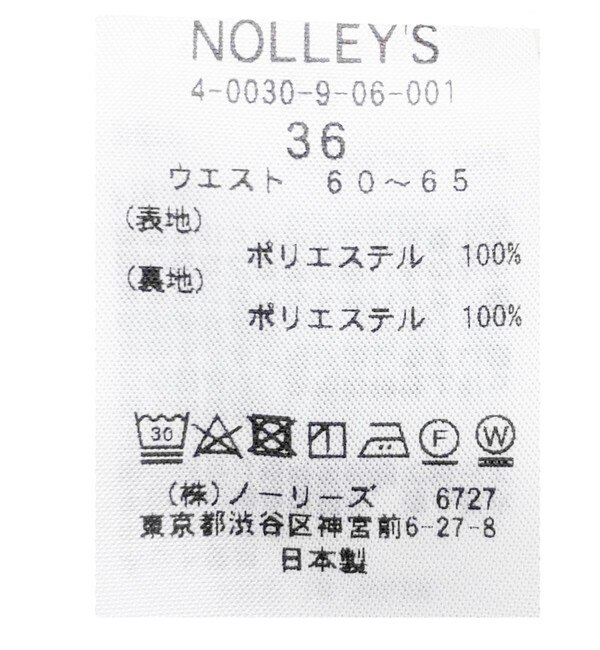 NOLLEY'S
4-0030-9-06-001
36
ウエスト 60～65
(表地)
ポリエステル 100%
(裏地)
ポリエステル 100%
30 F W
(株)ノーリーズ 6727
東京都渋谷区神宮前6-27-8
日本製